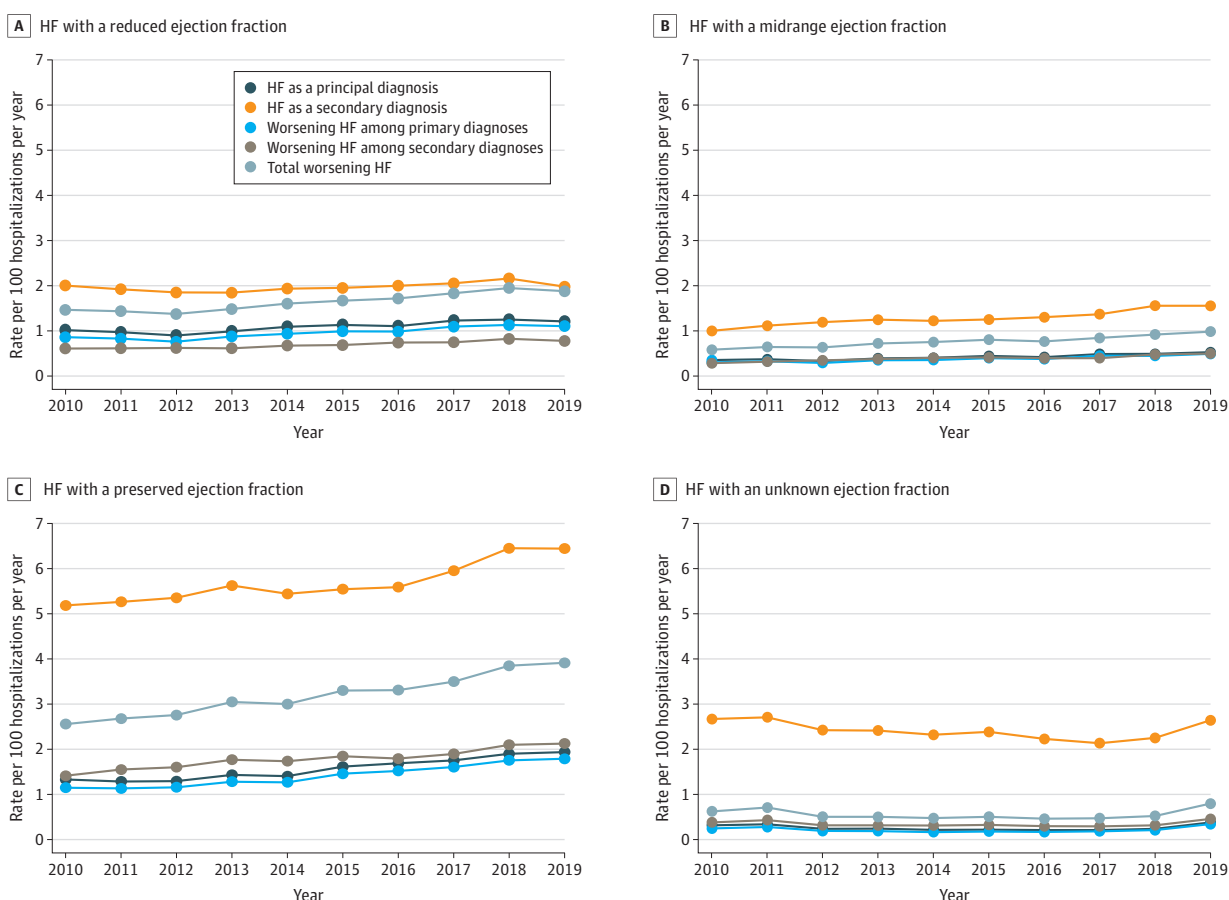 A HF with a reduced ejection fraction
Rate per 100 hospitalizations per year
7
6
5
4
3
2
1
0
HF as a principal diagnosis
HF as a secondary diagnosis
Worsening HF among primary diagnoses
Worsening HF among secondary diagnoses
Total worsening HF
2010 2011 2012 2013 2014 2015 2016 2017 2018 2019
Year
B HF with a midrange ejection fraction
Rate per 100 hospitalizations per year
7
6
5
4
3
2
1
0
2010 2011 2012 2013 2014 2015 2016 2017 2018 2019
Year
C HF with a preserved ejection fraction
Rate per 100 hospitalizations per year
7
6
5
4
3
2
1
0
2010 2011 2012 2013 2014 2015 2016 2017 2018 2019
Year
D HF with an unknown ejection fraction
Rate per 100 hospitalizations per year
7
6
5
4
3
2
1
0
2010 2011 2012 2013 2014 2015 2016 2017 2018 2019
Year